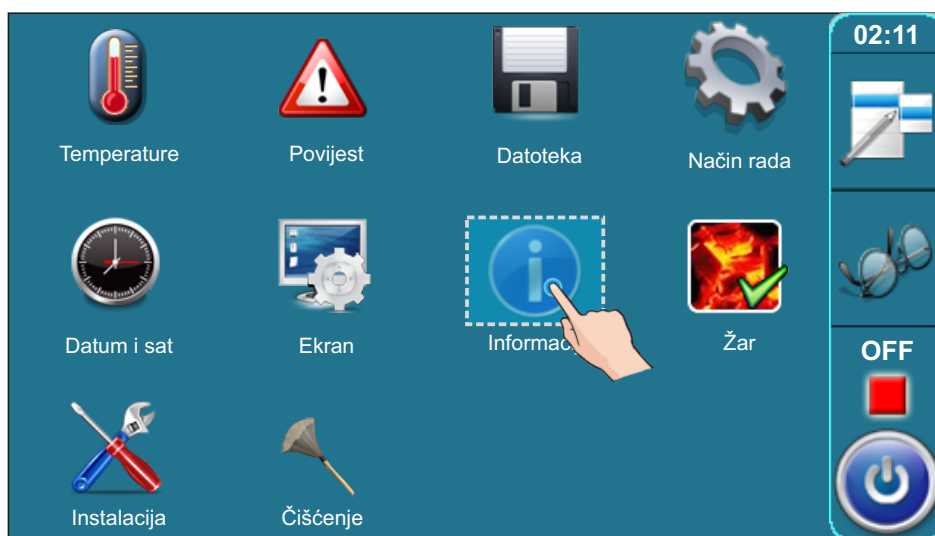 02:11
Temperature
Povijest
Datoteka
Način rada
Datum i sat
Ekran
Žar
OFF
Instalacija
Čišćenje